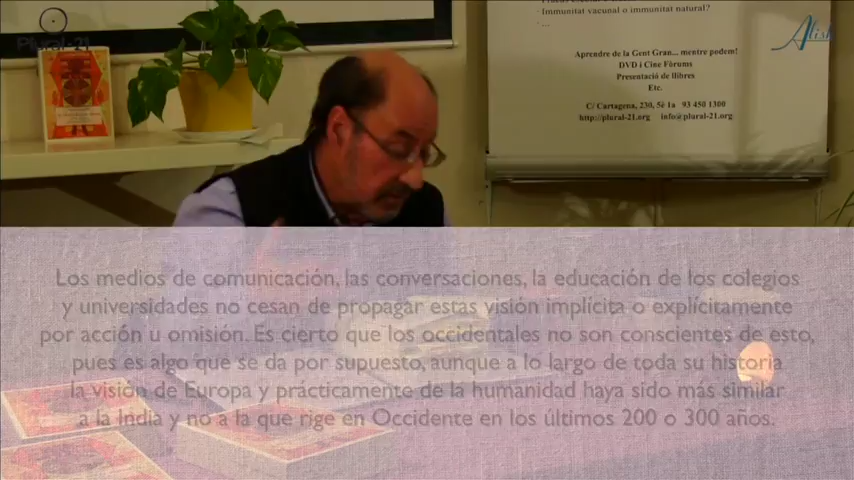 Plural-21
Immunitat vacunal o immunitat natural?
Aprendre de la Gent Gran... mentre podem!
DVD i Cine Fòrums
Presentació de llibres
Etc.
C/ Cartagena, 230, 5è 1a 93 450 1300
http://plural-21.org info@plural-21.org
Alish
Los medios de comunicación, las conversaciones, la educación de los colegios
y universidades no cesan de propagar estas visión implícita o explícitamente
por acción u omisión. Es cierto que los occidentales no son conscientes de esto,
pues es algo que se da por supuesto, aunque a lo largo de toda su historia
la visión de Europa y prácticamente de la humanidad haya sido más similar
a la India y no a la que rige en Occidente en los últimos 200 o 300 años.